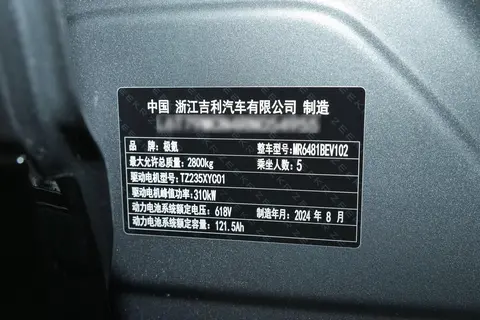 中国 浙江吉利汽车有限公司 制造
品 牌:极氪 整车型号:MR6481BEV102
最大允许总质量:2800kg 乘坐人数:5
驱动电机型号:TZ235XYC01
驱动电机峰值功率:310kW
动力电池系统额定电压:618V 制造年月:2024 年 8 月
动力电池系统额定容量:121.5Ah